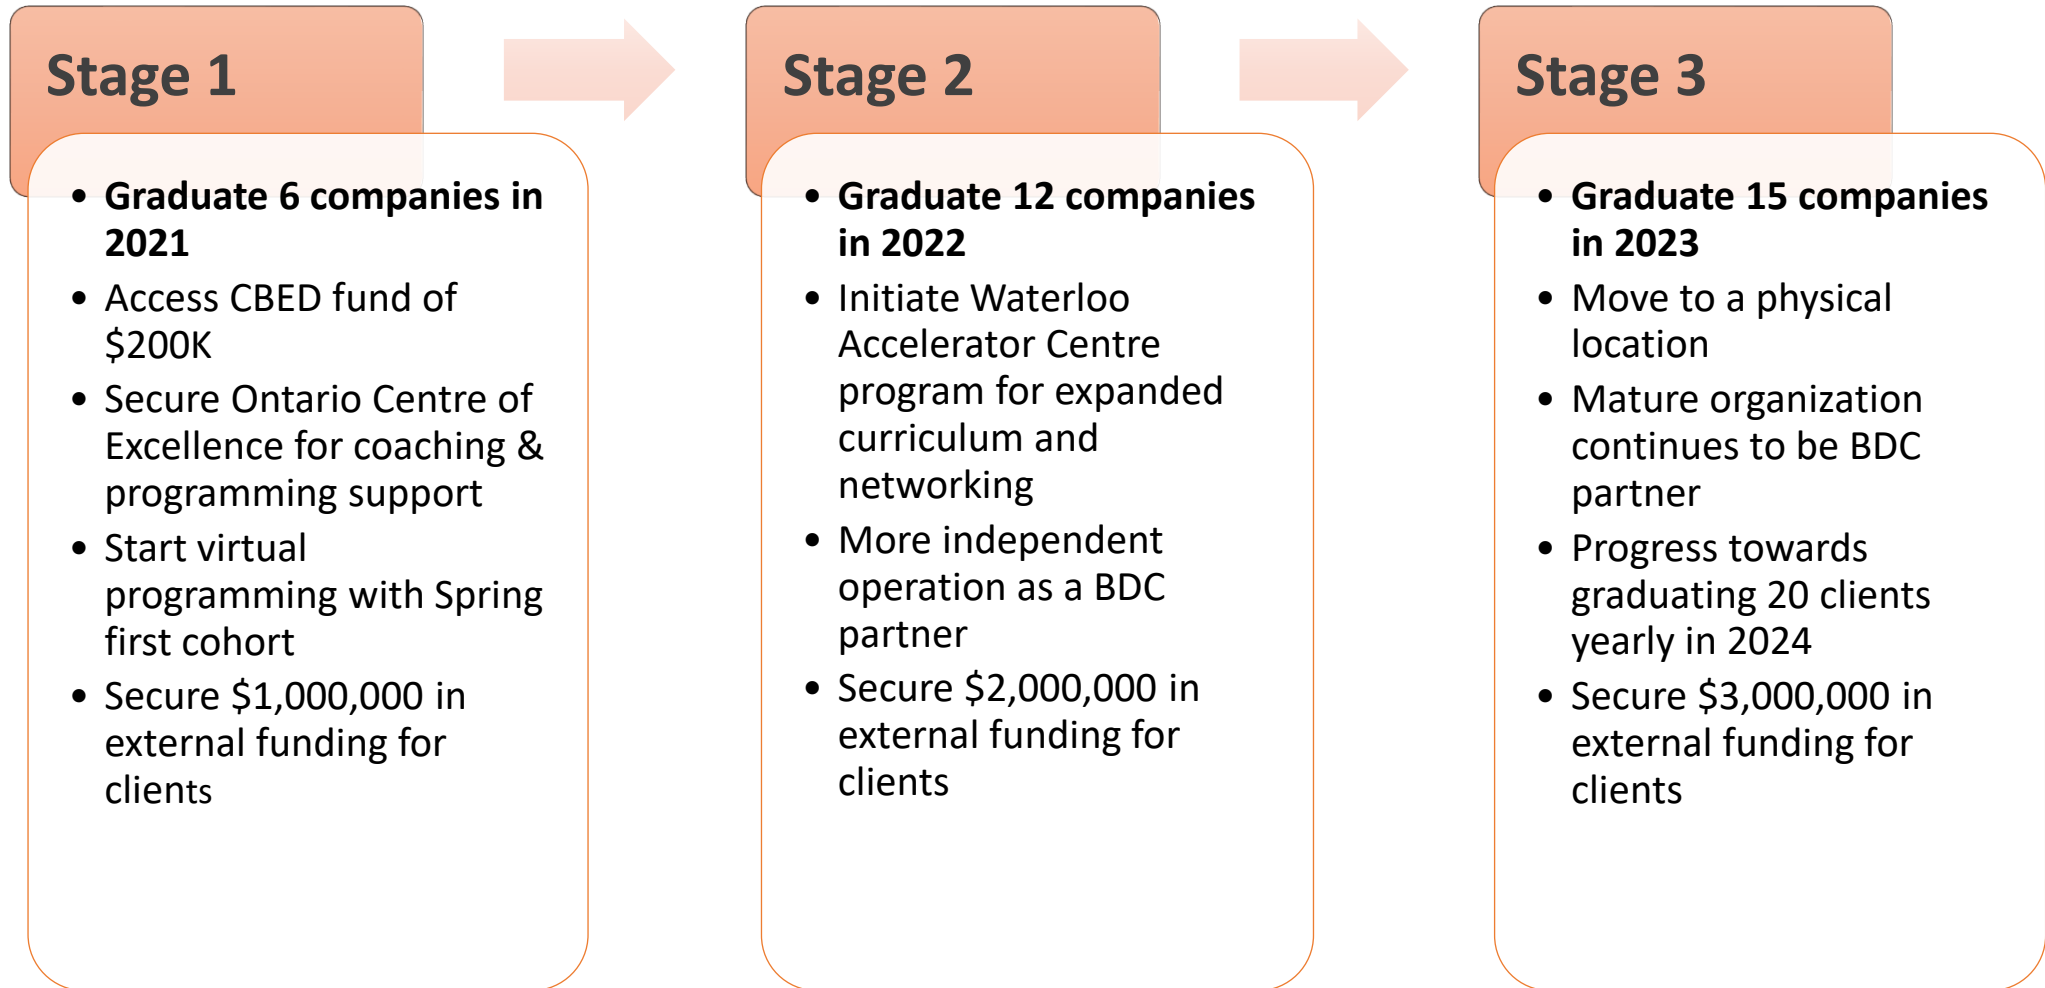 Stage 1
• Graduate 6 companies in
2021
• Access CBED fund of
$200K
• Secure Ontario Centre of
Excellence for coaching &
programming support
• Start virtual
programming with Spring
first cohort
• Secure $1,000,000 in
external funding for
clients
Stage 2
• Graduate 12 companies
in 2022
• Initiate Waterloo
Accelerator Centre
program for expanded
curriculum and
networking
• More independent
operation as a BDC
partner
• Secure $2,000,000 in
external funding for
clients
Stage 3
• Graduate 15 companies
in 2023
• Move to a physical
location
• Mature organization
continues to be BDC
partner
• Progress towards
graduating 20 clients
yearly in 2024
• Secure $3,000,000 in
external funding for
clients